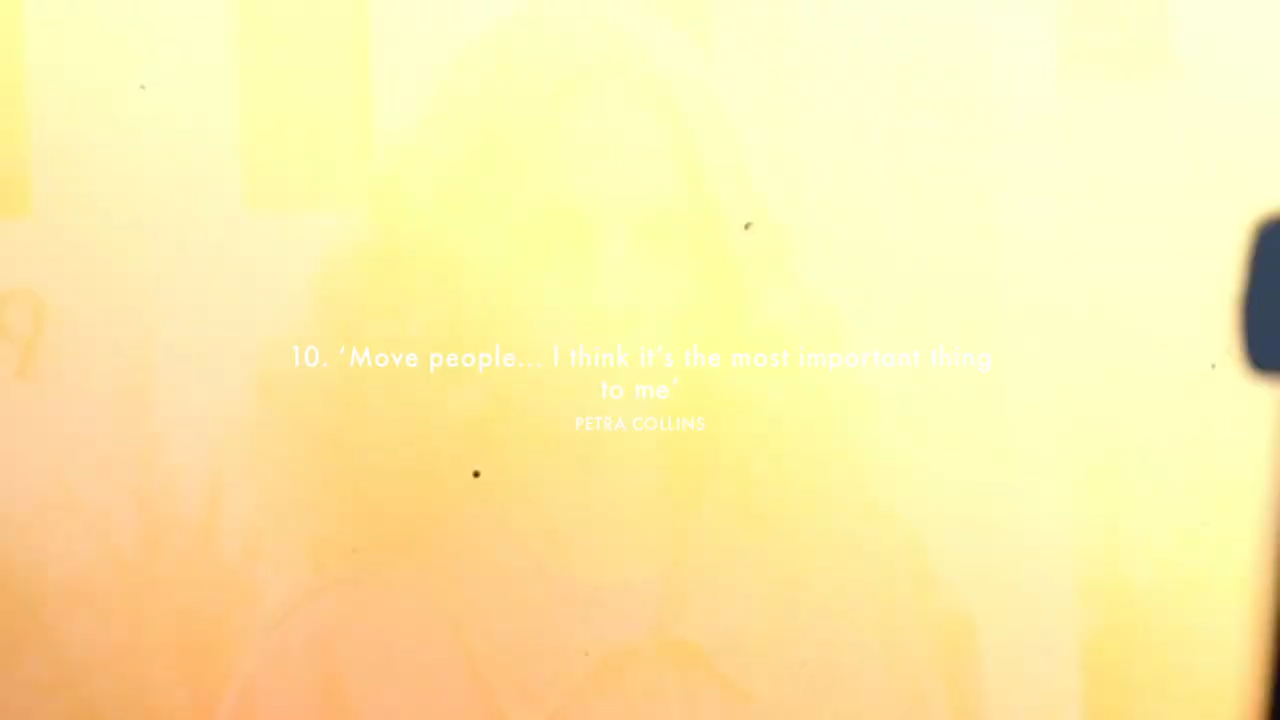 10. ‘Move people... I think it’s the most important thing
to me’
PETRA COLLINS